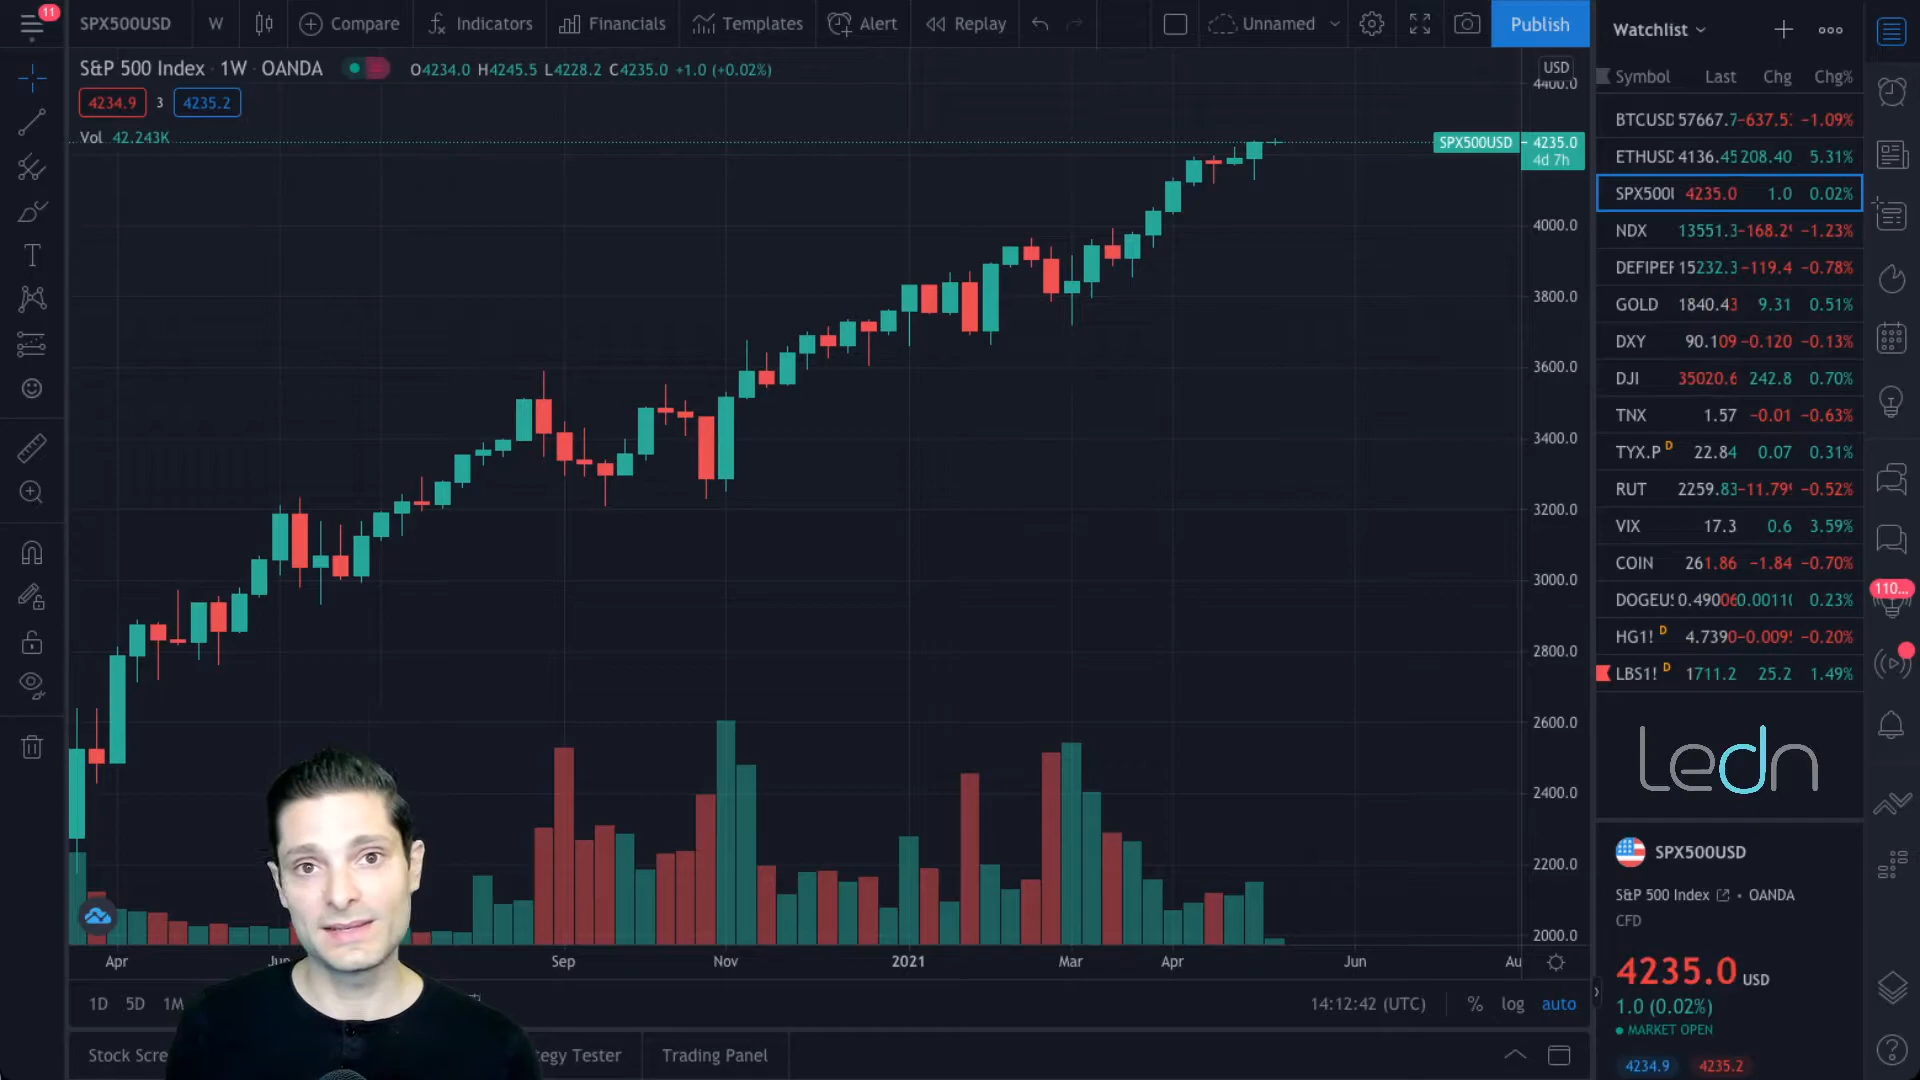 11
SPX500USD W Compare Indicators Financials Templates Alert Replay Unnamed Publish
S&P 500 Index · 1W · OANDA O4234.0 H4245.5 L4228.2 C4235.0 +1.0 (+0.02%)
4234.9 3 4235.2
Vol 42.243K
USD
4400.0
SPX500USD 4235.0
4d 7h
4000.0
3800.0
3600.0
3400.0
3200.0
3000.0
2800.0
2600.0
2400.0
2200.0
2000.0
Apr Jun Sep Nov 2021 Mar Apr Jun Au
1D 5D 1M 14:12:42 (UTC) % log auto
Stock Scre tegy Tester Trading Panel
Watchlist
Symbol Last Chg Chg%
BTCUSD 57667.7 -637.5 -1.09%
ETHUSD 4136.45 208.40 5.31%
SPX500 4235.0 1.0 0.02%
NDX 13551.3 -168.2 -1.23%
DEFIPER 15232.3 -119.4 -0.78%
GOLD 1840.43 9.31 0.51%
DXY 90.109 -0.120 -0.13%
DJI 35020.6 242.8 0.70%
TNX 1.57 -0.01 -0.63%
TYX.P D 22.84 0.07 0.31%
RUT 2259.83 -11.79 -0.52%
VIX 17.3 0.6 3.59%
COIN 261.86 -1.84 -0.70%
DOGEUS 0.49006 0.0011 0.23%
HG1! D 4.7390 -0.009 -0.20%
LBS1! D 1711.2 25.2 1.49%
110...
ledn
SPX500USD
S&P 500 Index · OANDA
CFD
4235.0 USD
1.0 (0.02%)
MARKET OPEN
4234.9 4235.2